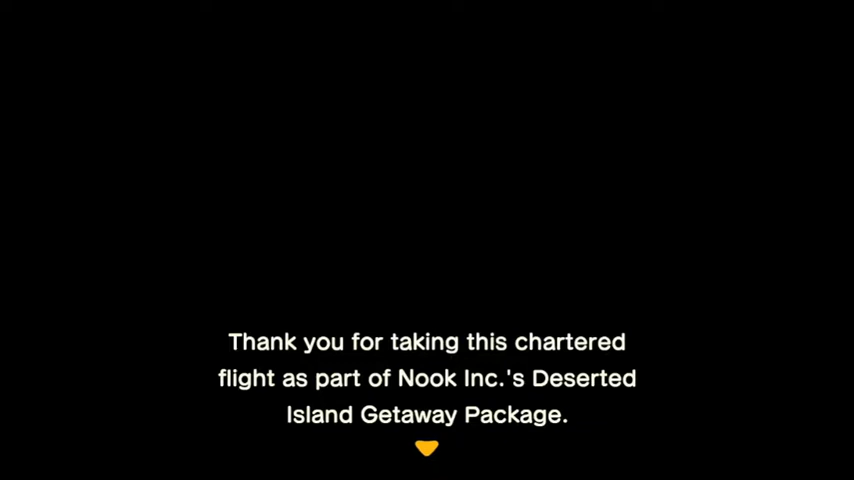 Thank you for taking this chartered
flight as part of Nook Inc.'s Deserted
Island Getaway Package.